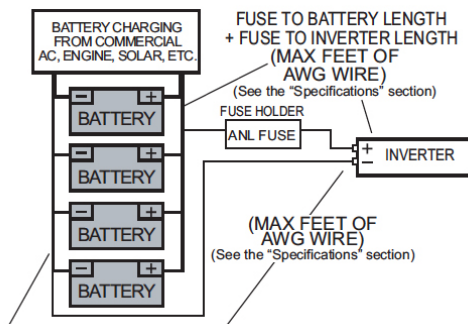 BATTERY CHARGING
FROM COMMERCIAL
AC, ENGINE, SOLAR, ETC.
FUSE TO BATTERY LENGTH
+ FUSE TO INVERTER LENGTH
(MAX FEET OF
AWG WIRE)
(See the “Specifications” section)
− +
BATTERY
FUSE HOLDER
ANL FUSE
+
−
INVERTER
− +
BATTERY
− +
BATTERY
(MAX FEET OF
AWG WIRE)
(See the “Specifications” section)
− +
BATTERY